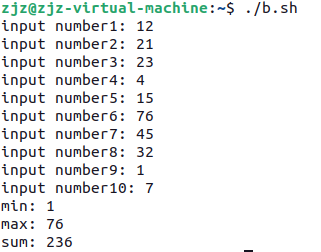 zjz@zjz-virtual-machine:~$ ./b.sh
input number1: 12
input number2: 21
input number3: 23
input number4: 4
input number5: 15
input number6: 76
input number7: 45
input number8: 32
input number9: 1
input number10: 7
min: 1
max: 76
sum: 236